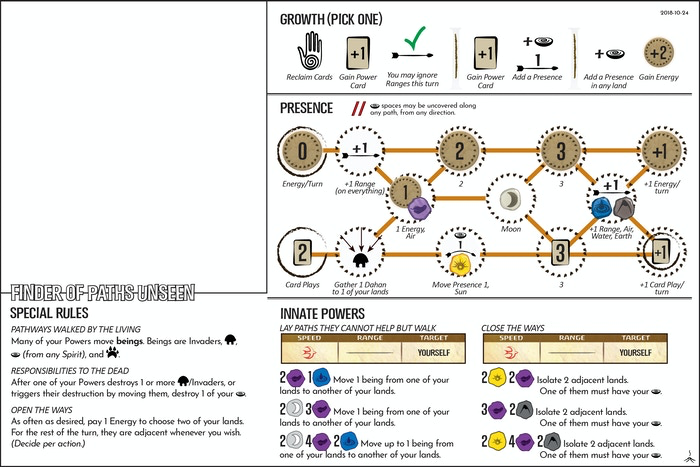 GROWTH (PICK ONE)
2018-10-24
+1
+1
+
1
+
+2
Reclaim Cards
Gain Power
Card
You may ignore
Ranges this turn
Gain Power
Card
Add a Presence
Add a Presence
in any land
Gain Energy
PRESENCE
// spaces may be uncovered along
any path, from any direction.
0
+1
2
3
+1
Energy/Turn
+1 Range
(on everything)
2
3
+1 Energy/
turn
1
+1
1 Energy,
Air
Moon
+1 Range, Air,
Water, Earth
2
1
3
+1
Card Plays
Gather 1 Dahan
to 1 of your lands
Move Presence 1,
Sun
3
+1 Card Play/
turn
FINDER OF PATHS UNSEEN
SPECIAL RULES
PATHWAYS WALKED BY THE LIVING
Many of your Powers move beings. Beings are Invaders, ,
(from any Spirit), and .
RESPONSIBILITIES TO THE DEAD
After one of your Powers destroys 1 or more /Invaders, or
triggers their destruction by moving them, destroy 1 of your .
OPEN THE WAYS
As often as desired, pay 1 Energy to choose two of your lands.
For the rest of the turn, they are adjacent whenever you wish.
(Decide per action.)
INNATE POWERS
LAY PATHS THEY CANNOT HELP BUT WALK
SPEED RANGE TARGET
YOURSELF
2 1 Move 1 being from one of your
lands to another of your lands.
2 3 Move 1 being from one of your
lands to another of your lands.
2 4 2 Move up to 1 being from
one of your lands to another of your lands.
CLOSE THE WAYS
SPEED RANGE TARGET
YOURSELF
2 2 Isolate 2 adjacent lands.
One of them must have your .
3 2 Isolate 2 adjacent lands.
One of them must have your .
2 4 2 Isolate 2 adjacent lands.
One of them must have your .